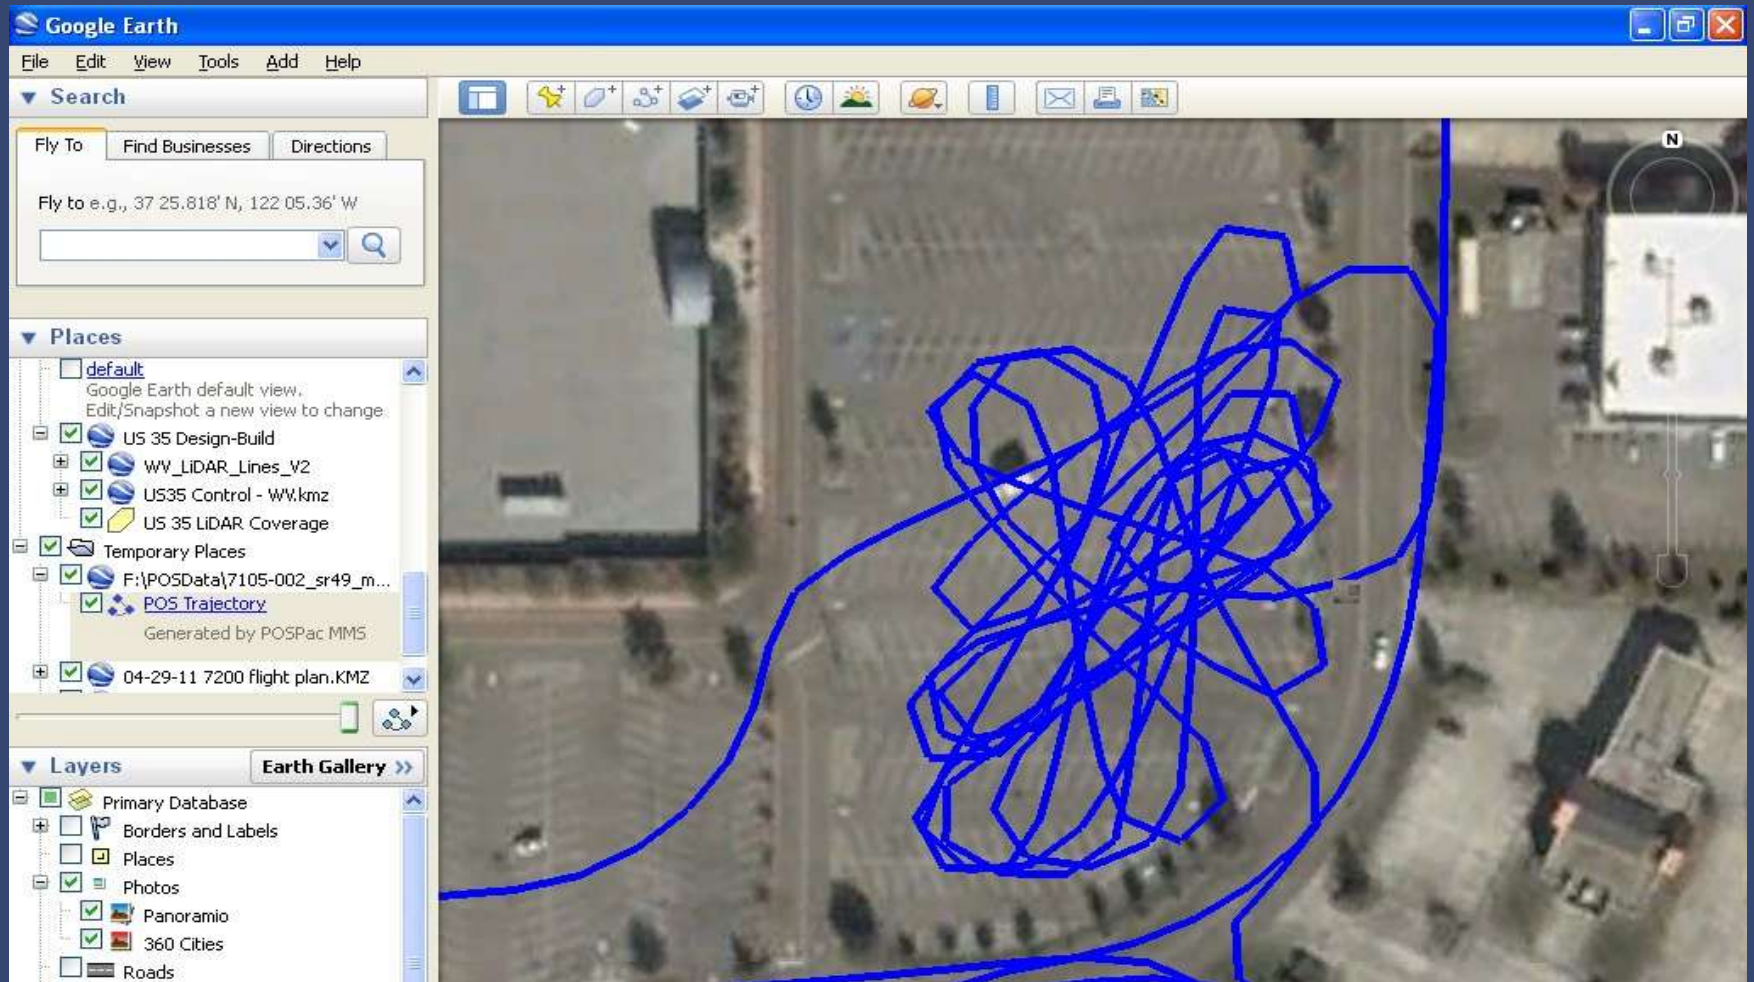 Google Earth
File Edit View Tools Add Help
Search
Fly To Find Businesses Directions
Fly to e.g., 37 25.818' N, 122 05.36' W
Places
default
Google Earth default view.
Edit/Snapshot a new view to change
US 35 Design-Build
WV_LiDAR_Lines_V2
US35 Control - WV.kmz
US 35 LiDAR Coverage
Temporary Places
F:\POSData\7105-002_sr49_m...
POS Trajectory
Generated by POSPac MMS
04-29-11 7200 flight plan.KMZ
Layers Earth Gallery >>
Primary Database
Borders and Labels
Places
Photos
Panoramio
360 Cities
Roads
N